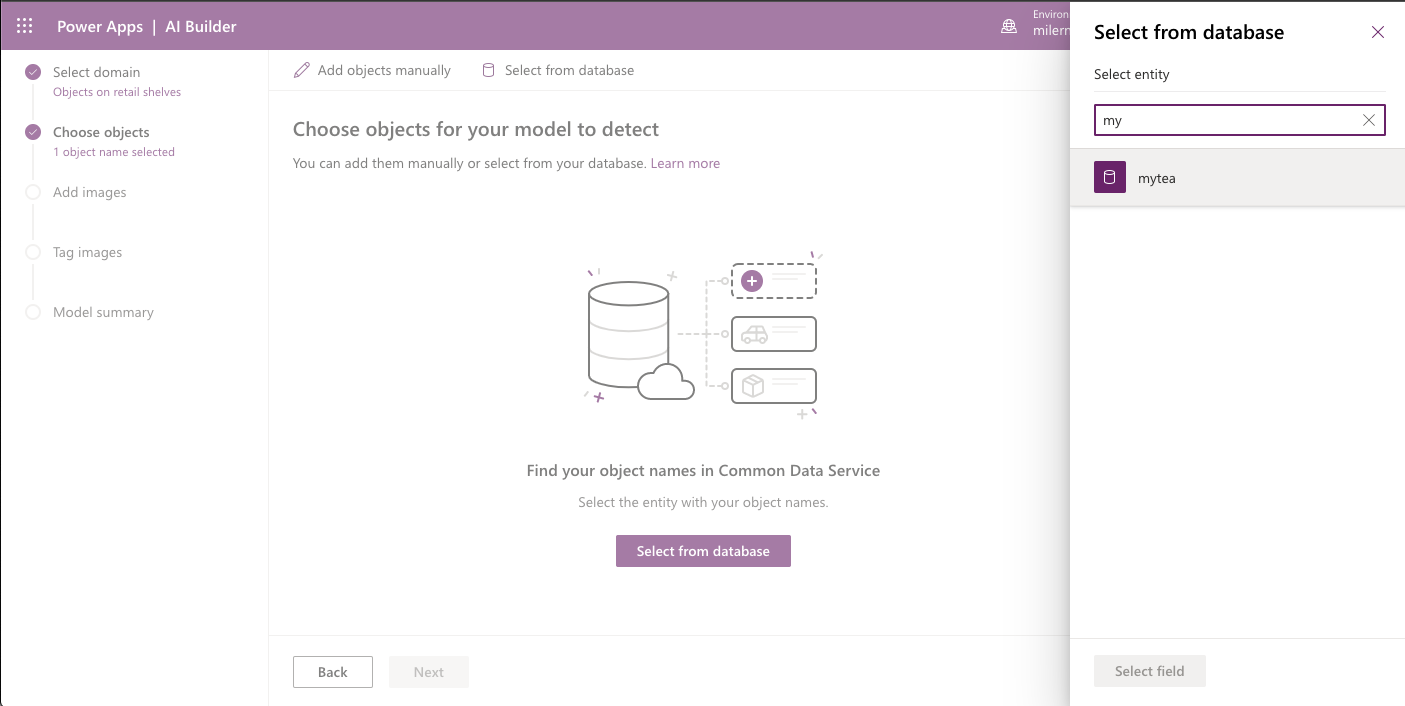 Power Apps | AI Builder
Environ
milern
Select domain
Objects on retail shelves
Choose objects
1 object name selected
Add images
Tag images
Model summary
Add objects manually
Select from database
Choose objects for your model to detect
You can add them manually or select from your database. Learn more
Find your object names in Common Data Service
Select the entity with your object names.
Select from database
Back
Next
Select from database
Select entity
my
mytea
Select field